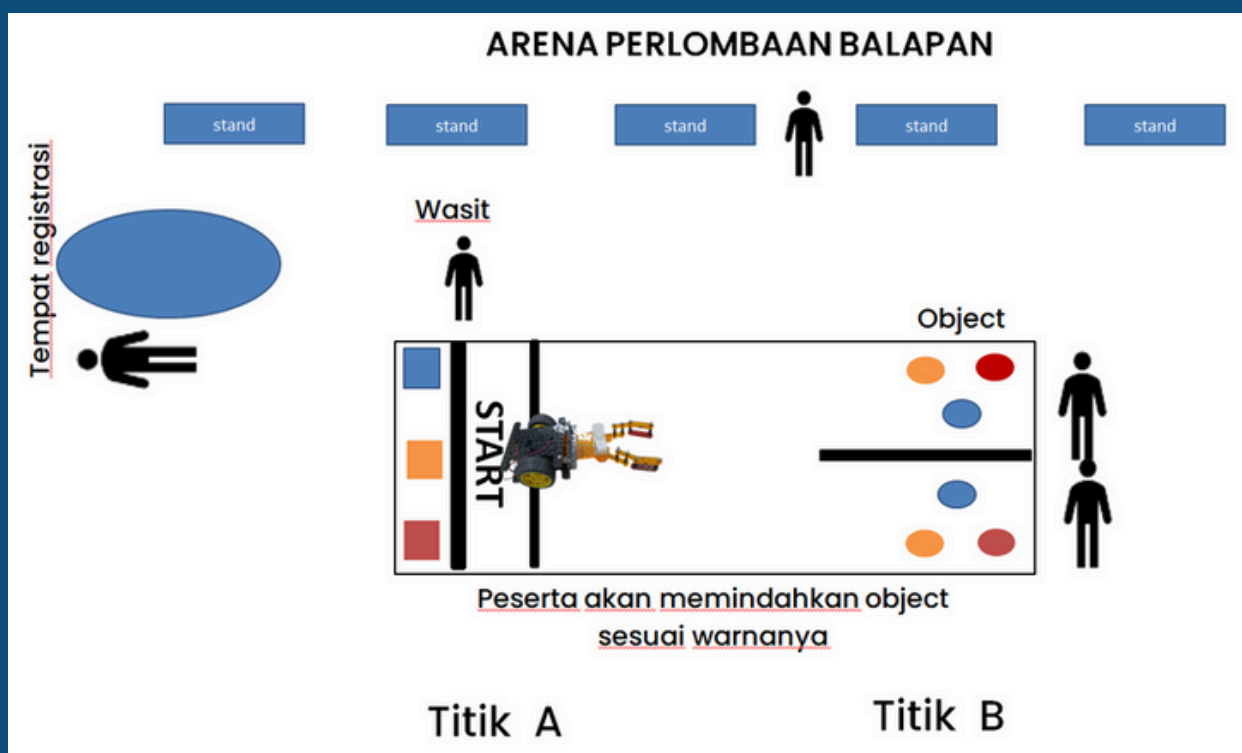 ARENA PERLOMBAAN BALAPAN
stand
stand
stand
stand
stand
Tempat registrasi
Wasit
Object
START
Peserta akan memindahkan object
sesuai warnanya
Titik A
Titik B